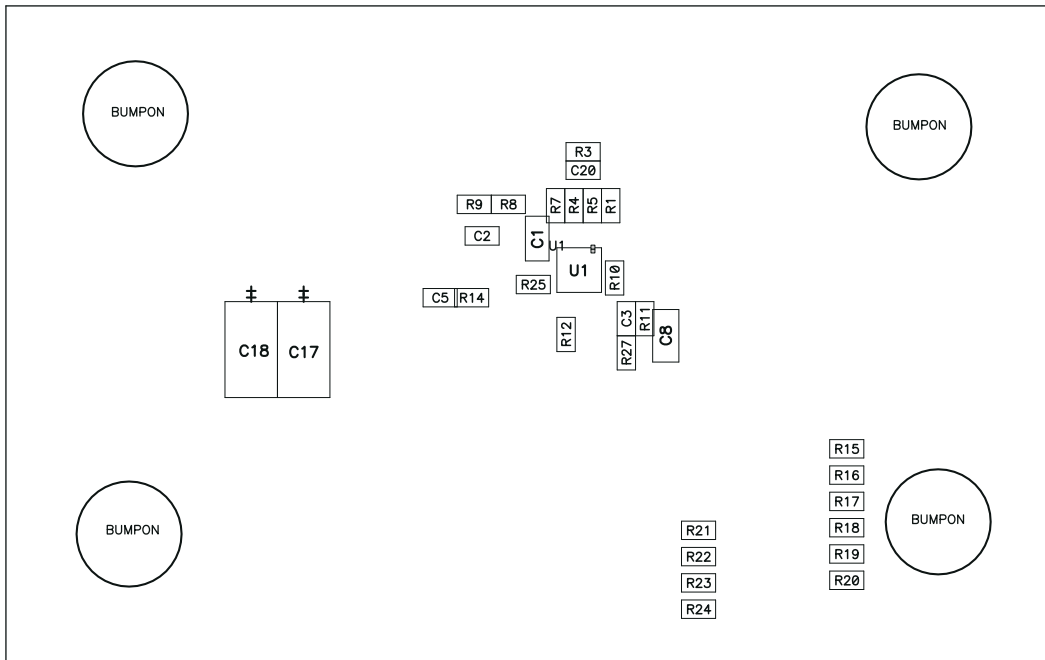 BUMPON
BUMPON
R3
C20
R9 R8
R7 R4 R5 R1
C2
C1
U1
U1
R10
R25
C5 R14
C3 R11
R12
C8
R27
C18 C17
R15
R16
R17
R18
R19
R20
BUMPON
BUMPON
R21
R22
R23
R24